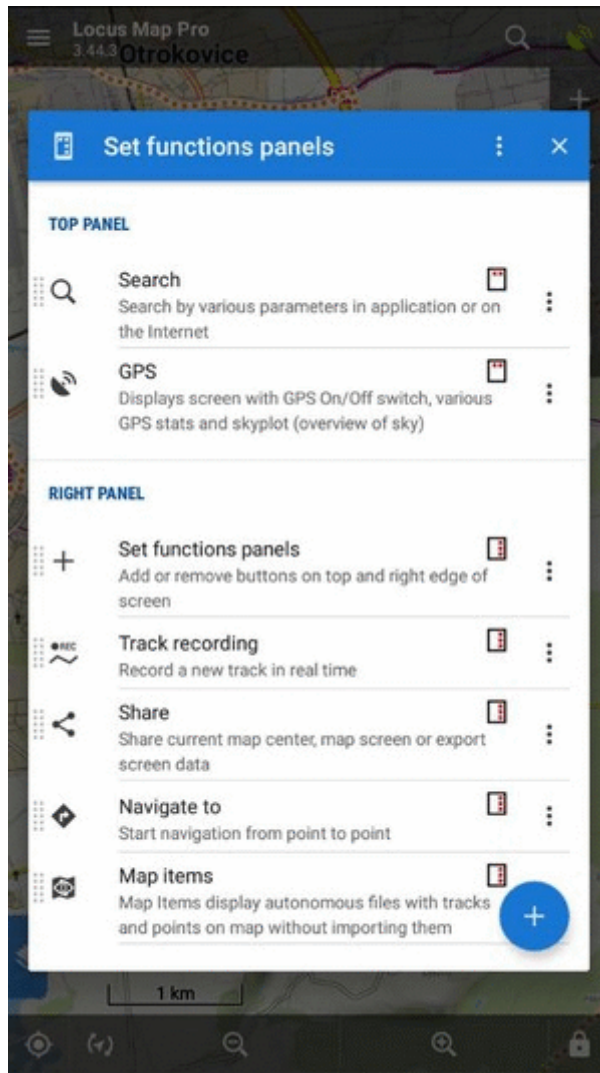 Locus Map Pro
3.44.3
Otrokovice
Set functions panels
TOP PANEL
Search
Search by various parameters in application or on
the Internet
GPS
Displays screen with GPS On/Off switch, various
GPS stats and skyplot (overview of sky)
RIGHT PANEL
Set functions panels
Add or remove buttons on top and right edge of
screen
REC
Track recording
Record a new track in real time
Share
Share current map center, map screen or export
screen data
Navigate to
Start navigation from point to point
Map items
Map Items display autonomous files with tracks
and points on map without importing them
1 km